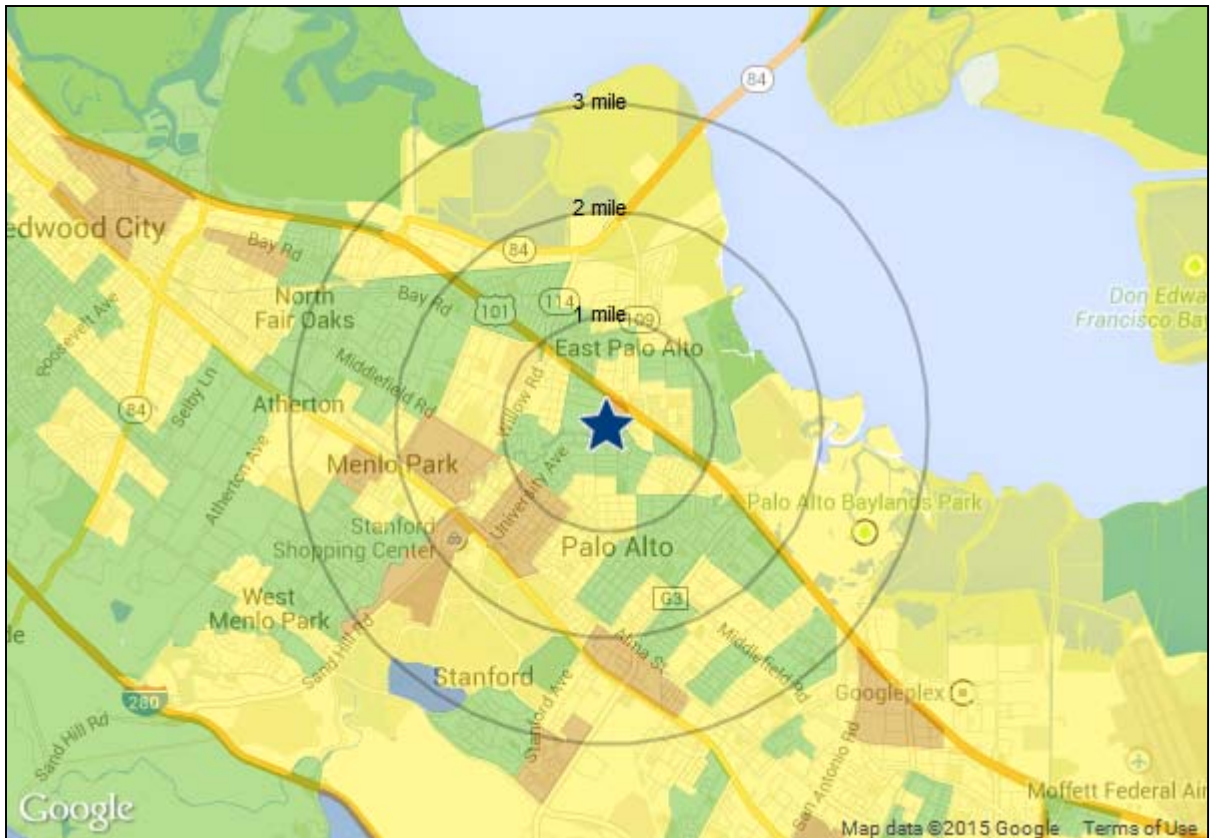 84
3 mile
2 mile
edwood City
Bay Rd
84
Don Edwa
Francisco Bay
North
Fair Oaks
Bay Rd
101
114
1 mile
109
East Palo Alto
Roosevelt Ave
Selby Ln
Middlefield Rd
Willow Rd
84
Atherton
Atherton Ave
Menlo Park
University Ave
Palo Alto Baylands Park
Stanford
Shopping Center
Palo Alto
West
Menlo Park
G3
de
Sand Hill Rd
Alma St
Middlefield Rd
Stanford
280
Googleplex
Sand Hill Rd
Stanford Ave
San Antonio Rd
Moffett Federal Air
Google
Map data ©2015 Google
Terms of Use